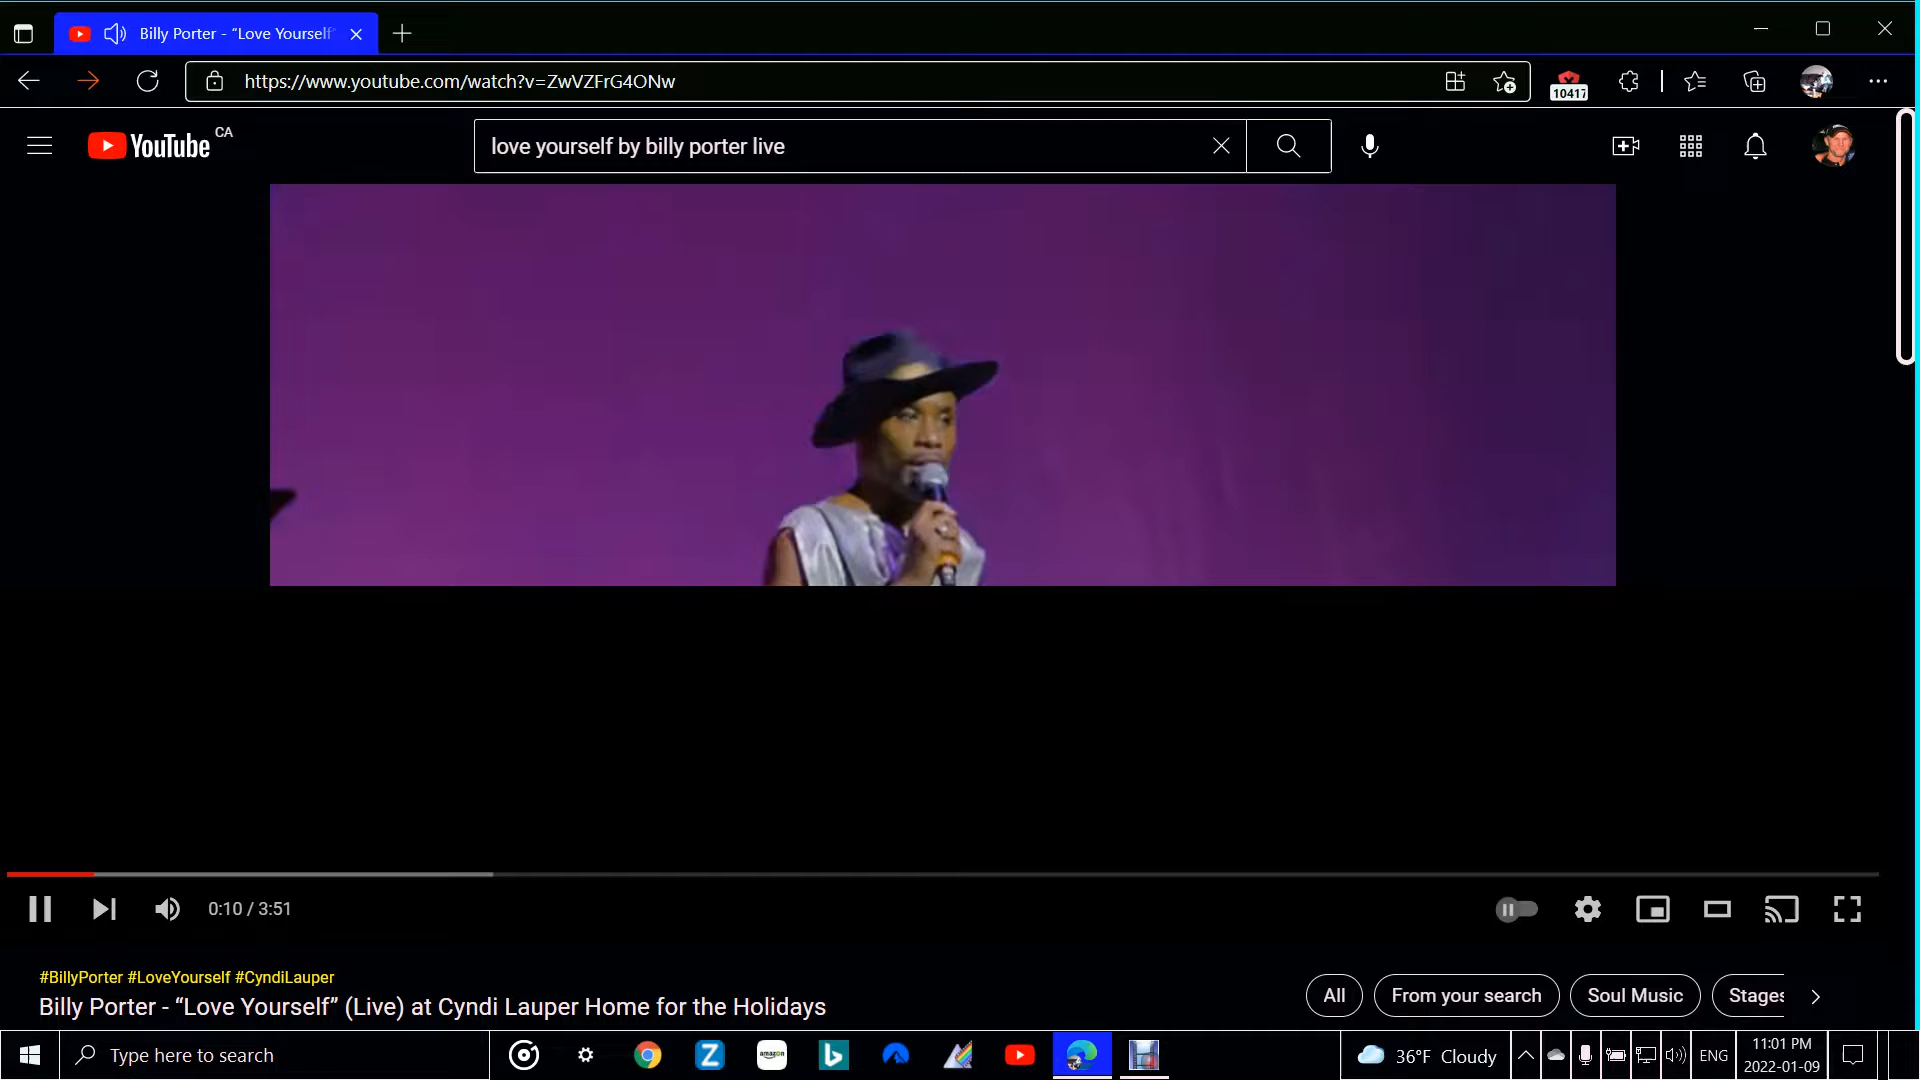 Billy Porter - “Love Yourself”
https://www.youtube.com/watch?v=ZwVZFrG4ONw
10417
YouTube CA
love yourself by billy porter live
0:10 / 3:51
#BillyPorter #LoveYourself #CyndiLauper
Billy Porter - “Love Yourself” (Live) at Cyndi Lauper Home for the Holidays
All
From your search
Soul Music
Stages
Type here to search
Z
amazon
b
36°F Cloudy
ENG
11:01 PM
2022-01-09